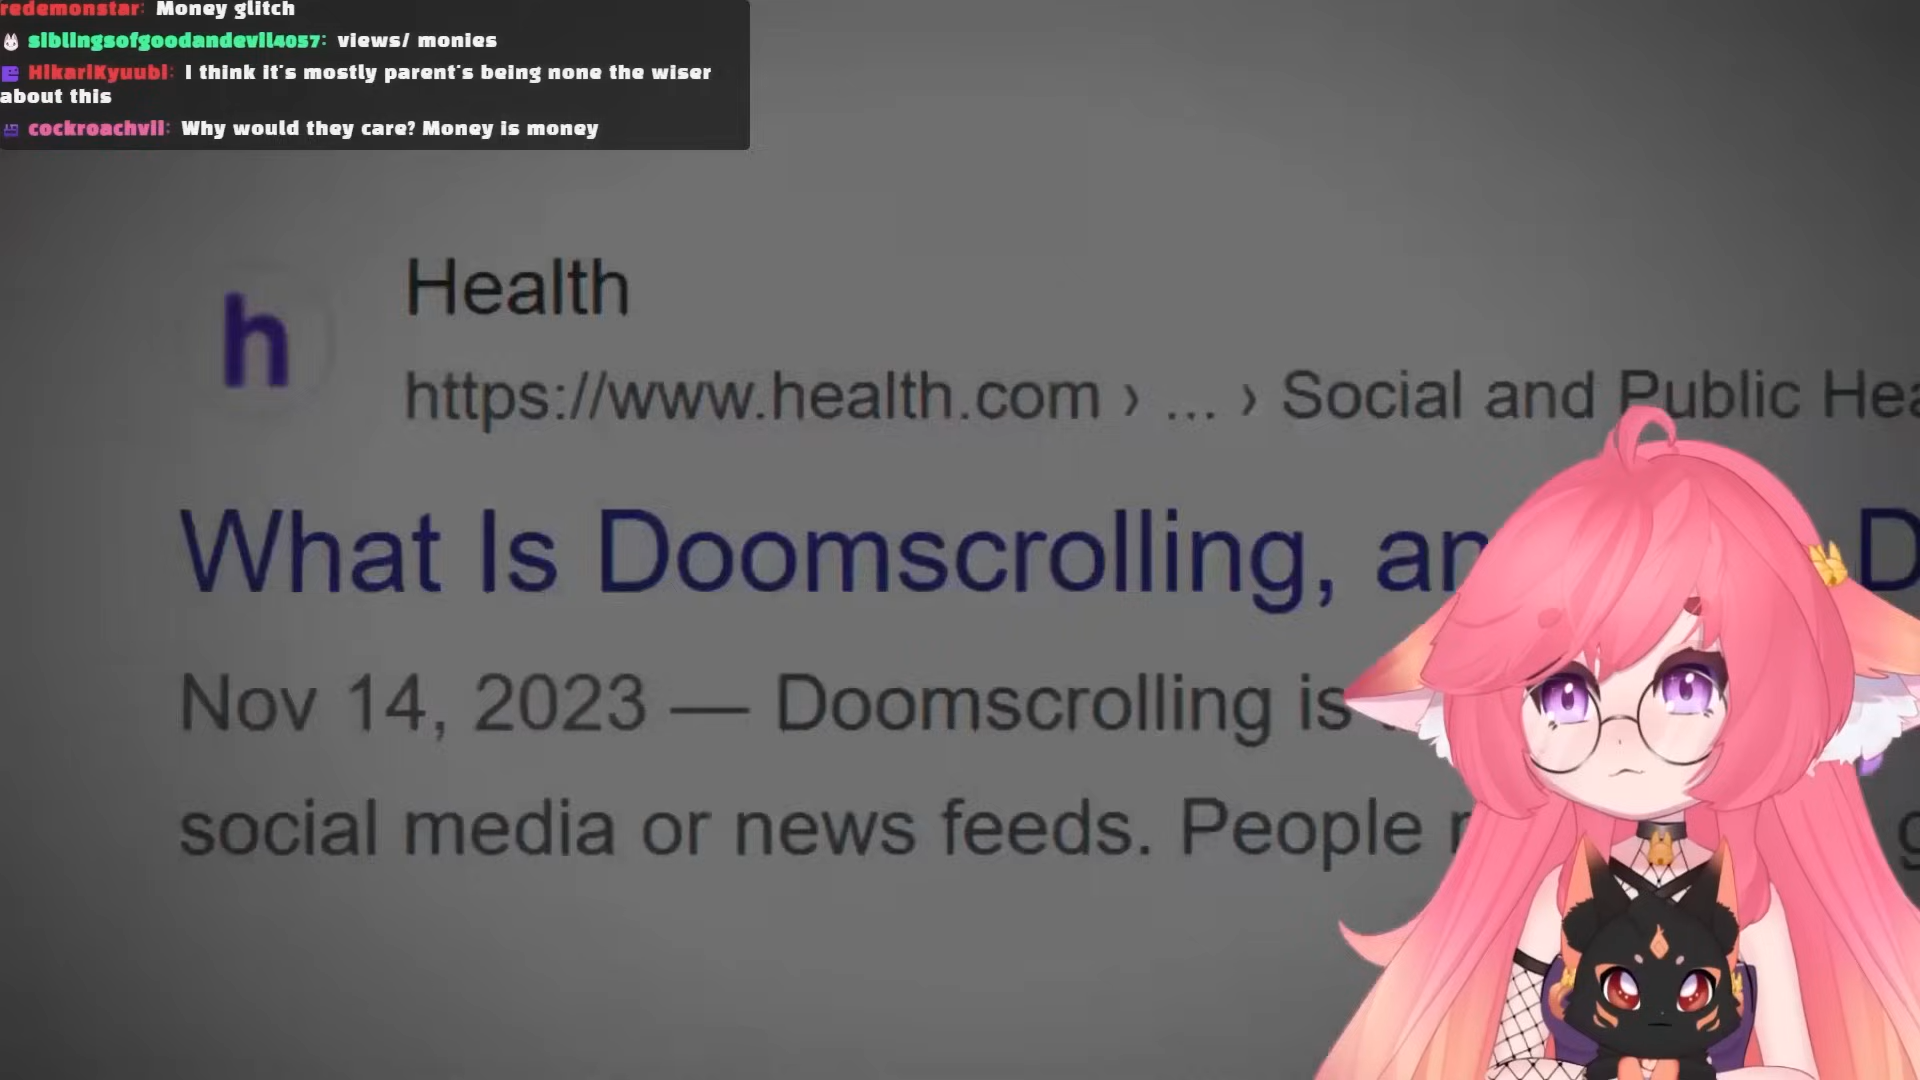 redemonstar: Money glitch
siblingsofgoodandevil4057: views/ monies
HikariKyuubi: I think it's mostly parent's being none the wiser
about this
cockroachvii: Why would they care? Money is money
h
Health
https://www.health.com › ... › Social and Public Hea
What Is Doomscrolling, an D
Nov 14, 2023 — Doomscrolling is
social media or news feeds. People